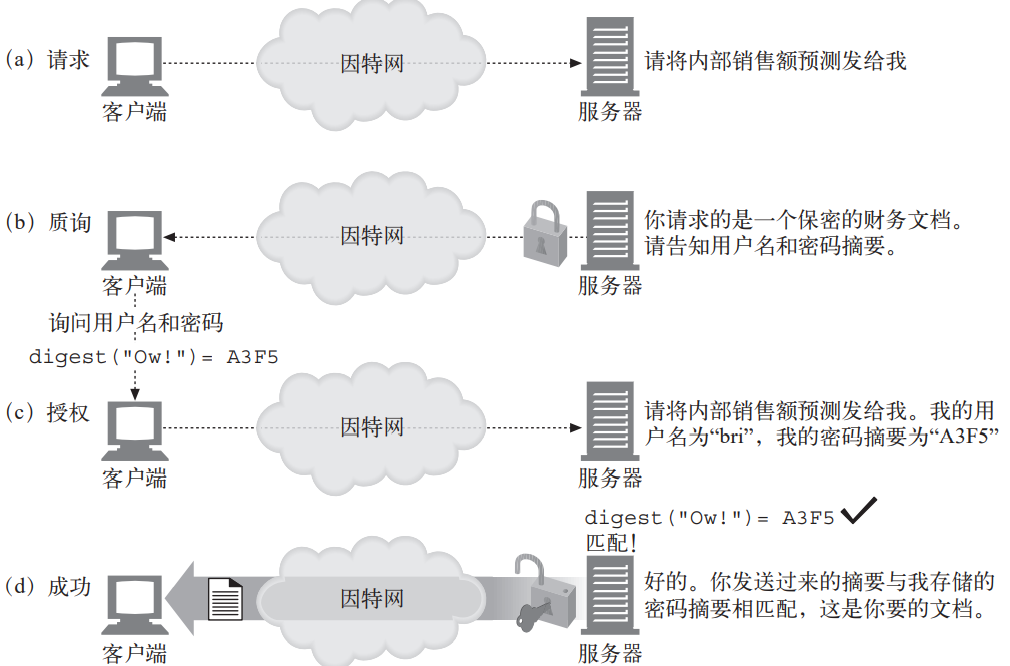 (a)请求
因特网
请将内部销售额预测发给我
客户端
服务器
(b)质询
因特网
你请求的是一个保密的财务文档。
请告知用户名和密码摘要。
客户端
服务器
询问用户名和密码
digest("Ow!")= A3F5
(c)授权
因特网
请将内部销售额预测发给我。我的用
户名为“bri”，我的密码摘要为“A3F5”
客户端
服务器
digest("Ow!")= A3F5
匹配！
(d)成功
因特网
好的。你发送过来的摘要与我存储的
密码摘要相匹配，这是你要的文档。
客户端
服务器